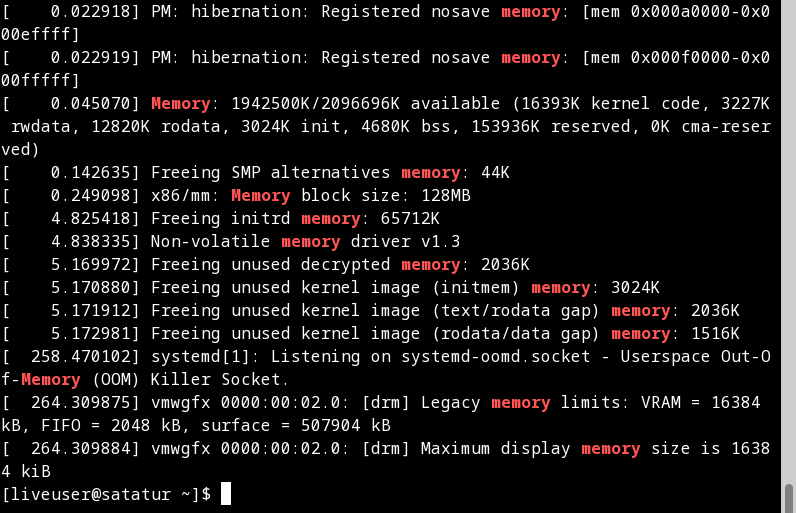 [    0.022918] PM: hibernation: Registered nosave memory: [mem 0x000a0000-0x0
00effff]
[    0.022919] PM: hibernation: Registered nosave memory: [mem 0x000f0000-0x0
00fffff]
[    0.045070] Memory: 1942500K/2096696K available (16393K kernel code, 3227K
 rwdata, 12820K rodata, 3024K init, 4680K bss, 153936K reserved, 0K cma-reser
ved)
[    0.142635] Freeing SMP alternatives memory: 44K
[    0.249098] x86/mm: Memory block size: 128MB
[    4.825418] Freeing initrd memory: 65712K
[    4.838335] Non-volatile memory driver v1.3
[    5.169972] Freeing unused decrypted memory: 2036K
[    5.170880] Freeing unused kernel image (initmem) memory: 3024K
[    5.171912] Freeing unused kernel image (text/rodata gap) memory: 2036K
[    5.172981] Freeing unused kernel image (rodata/data gap) memory: 1516K
[  258.470102] systemd[1]: Listening on systemd-oomd.socket - Userspace Out-O
f-Memory (OOM) Killer Socket.
[  264.309875] vmwgfx 0000:00:02.0: [drm] Legacy memory limits: VRAM = 16384
kB, FIFO = 2048 kB, surface = 507904 kB
[  264.309884] vmwgfx 0000:00:02.0: [drm] Maximum display memory size is 1638
4 kiB
[liveuser@satatur ~]$